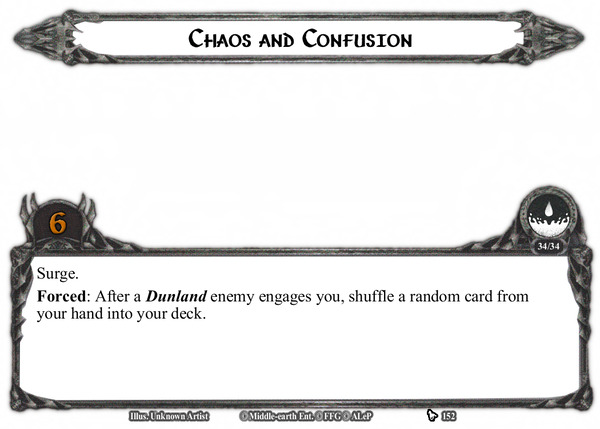 Chaos and Confusion
6
34/34
Surge.
Forced: After a Dunland enemy engages you, shuffle a random card from
your hand into your deck.
Illus. Unknown Artist © Middle-earth Ent. © FFG © ALeP 152